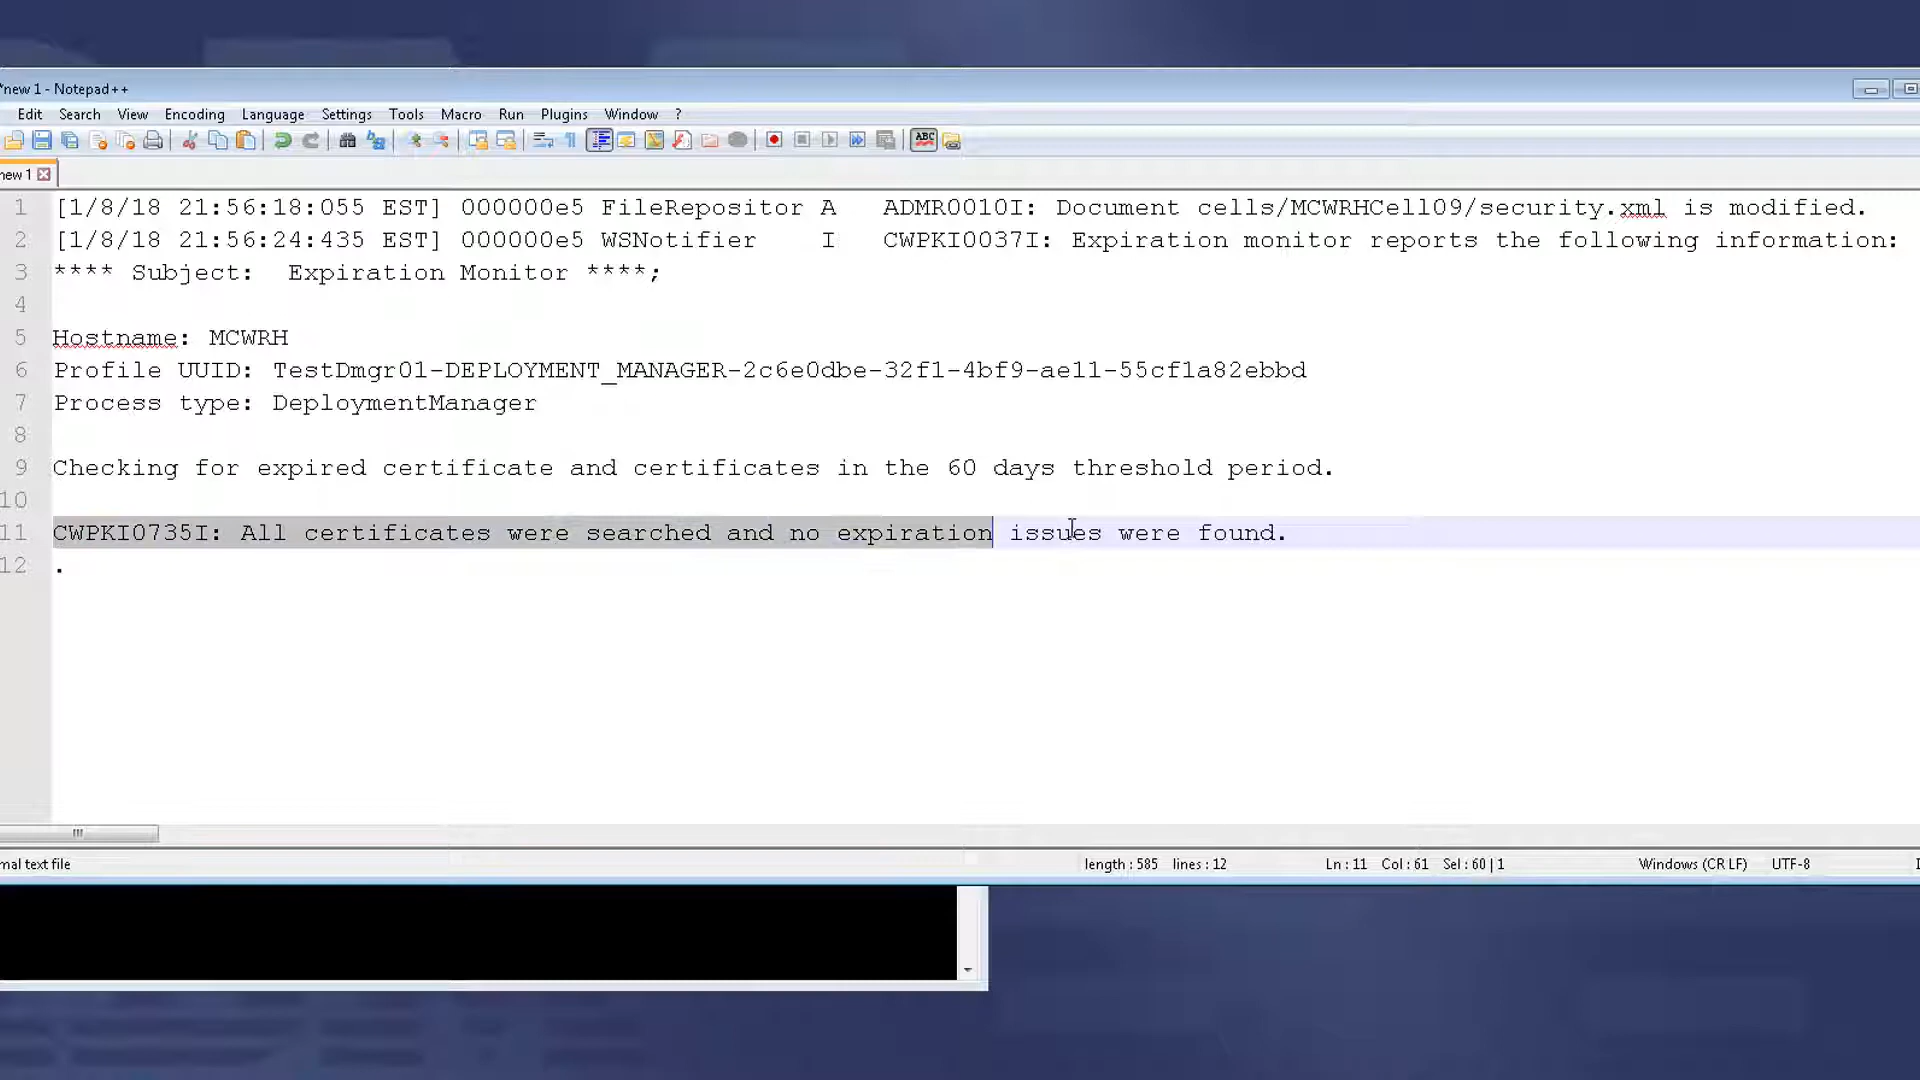 *new 1 - Notepad++
Edit Search View Encoding Language Settings Tools Macro Run Plugins Window ?
new 1
1 [1/8/18 21:56:18:055 EST] 000000e5 FileRepositor A ADMR0010I: Document cells/MCWRHCell09/security.xml is modified.
2 [1/8/18 21:56:24:435 EST] 000000e5 WSNotifier I CWPKI0037I: Expiration monitor reports the following information:
3 **** Subject: Expiration Monitor ****;
4
5 Hostname: MCWRH
6 Profile UUID: TestDmgr01-DEPLOYMENT_MANAGER-2c6e0dbe-32f1-4bf9-ae11-55cf1a82ebbd
7 Process type: DeploymentManager
8
9 Checking for expired certificate and certificates in the 60 days threshold period.
10
11 CWPKI0735I: All certificates were searched and no expiration issues were found.
12 .
mal text file length : 585 lines : 12 Ln : 11 Col : 61 Sel : 60 | 1 Windows (CR LF) UTF-8